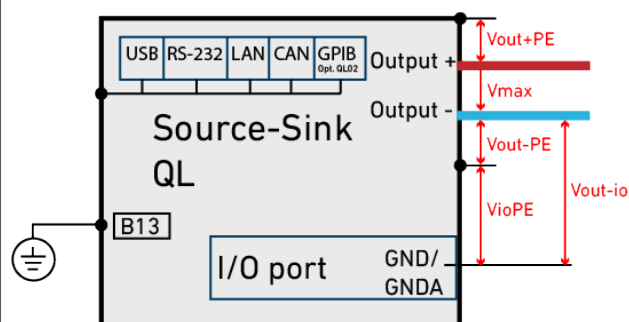 Vout+PE
USB RS-232 LAN CAN GPIB
Opt. QL02
Output +
Vmax
Output -
Source-Sink
QL
Vout-PE
Vout-io
VioPE
B13
I/O port
GND/
GNDA